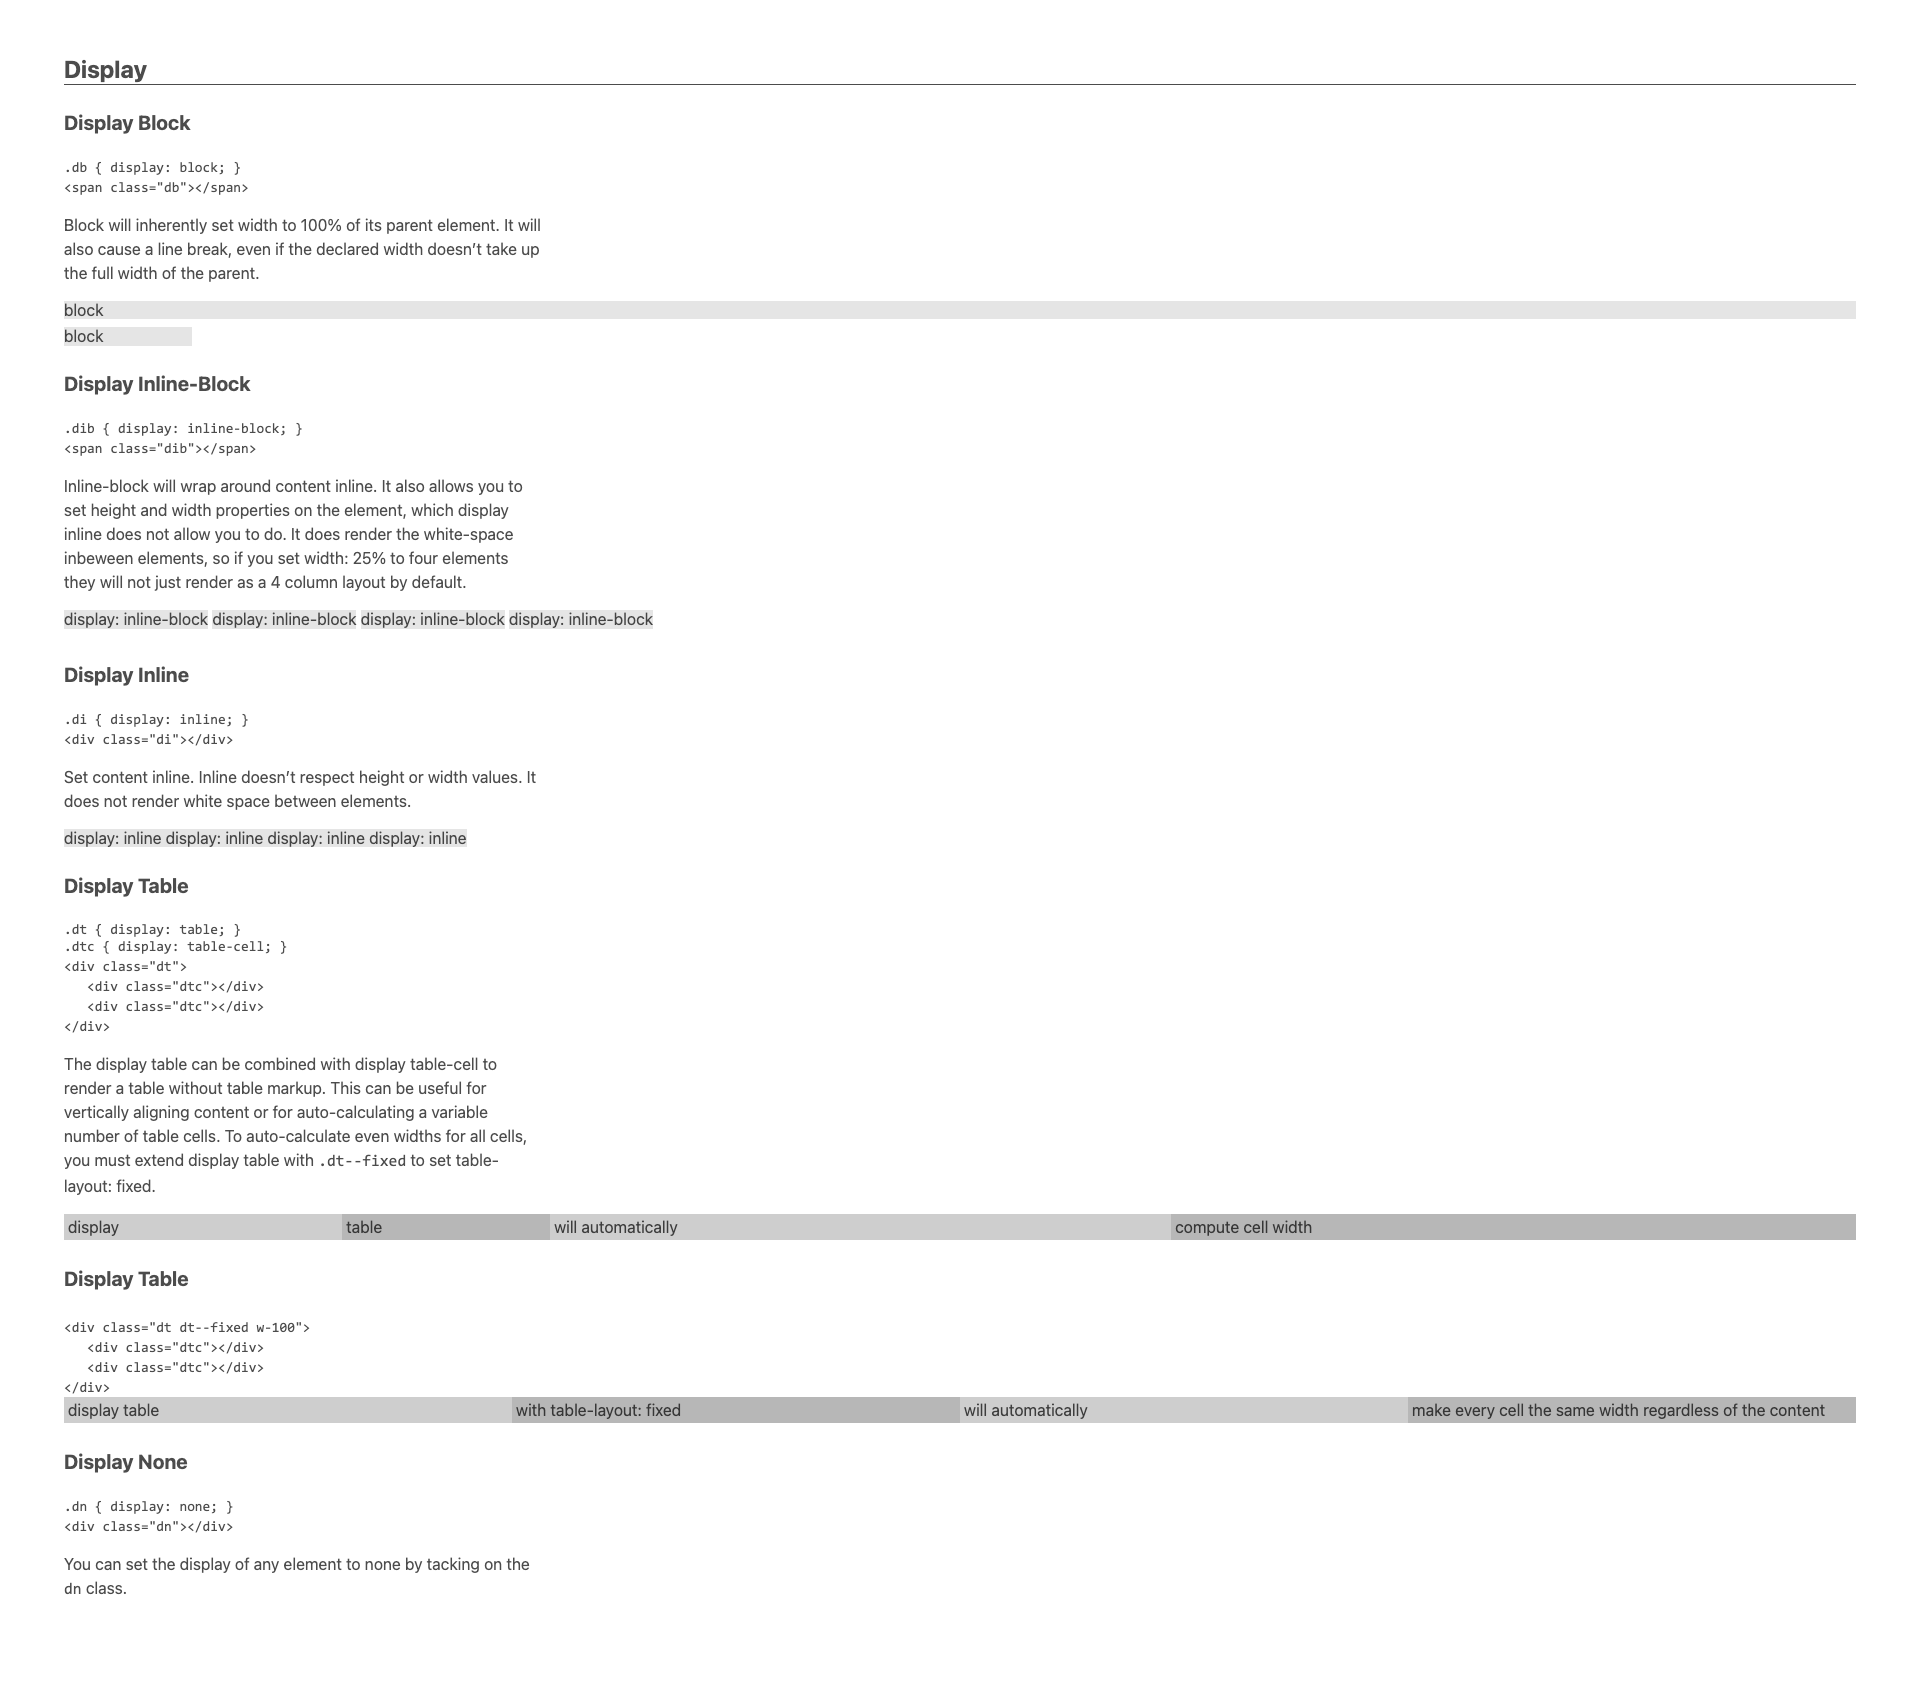 Display
Display Block
.db { display: block; }
<span class="db"></span>
Block will inherently set width to 100% of its parent element. It will
also cause a line break, even if the declared width doesn’t take up
the full width of the parent.
block
block
Display Inline-Block
.dib { display: inline-block; }
<span class="dib"></span>
Inline-block will wrap around content inline. It also allows you to
set height and width properties on the element, which display
inline does not allow you to do. It does render the white-space
inbeween elements, so if you set width: 25% to four elements
they will not just render as a 4 column layout by default.
display: inline-block display: inline-block display: inline-block display: inline-block
Display Inline
.di { display: inline; }
<div class="di"></div>
Set content inline. Inline doesn’t respect height or width values. It
does not render white space between elements.
display: inline display: inline display: inline display: inline
Display Table
.dt { display: table; }
.dtc { display: table-cell; }
<div class="dt">
   <div class="dtc"></div>
   <div class="dtc"></div>
</div>
The display table can be combined with display table-cell to
render a table without table markup. This can be useful for
vertically aligning content or for auto-calculating a variable
number of table cells. To auto-calculate even widths for all cells,
you must extend display table with .dt--fixed to set table-
layout: fixed.
display table will automatically compute cell width
Display Table
<div class="dt dt--fixed w-100">
   <div class="dtc"></div>
   <div class="dtc"></div>
</div>
display table with table-layout: fixed will automatically make every cell the same width regardless of the content
Display None
.dn { display: none; }
<div class="dn"></div>
You can set the display of any element to none by tacking on the
dn class.